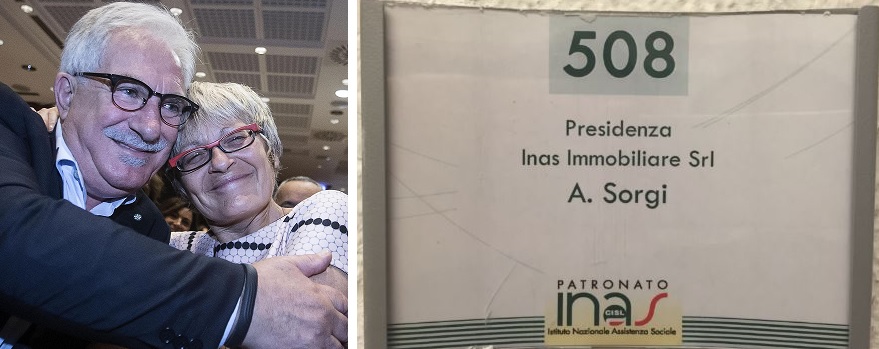 508
Presidenza
Inas Immobiliare Srl
A. Sorgi
PATRONATO
inas
CISL
Istituto Nazionale Assistenza Sociale